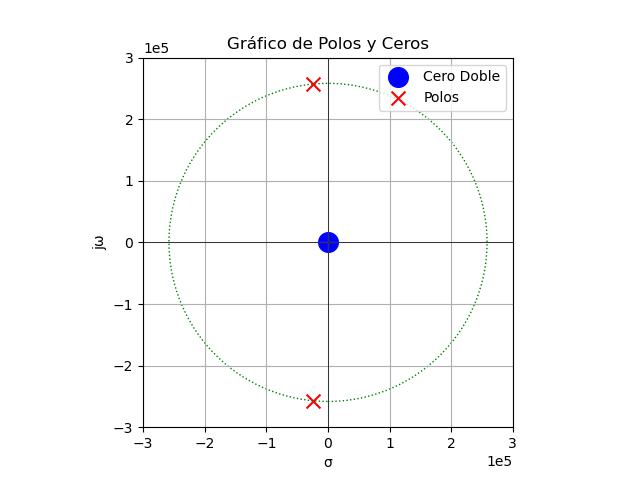 Gráfico de Polos y Ceros
1e5
3
2
1
0
−1
−2
−3
jω
Cero Doble
Polos
−3 −2 −1 0 1 2 3
σ
1e5